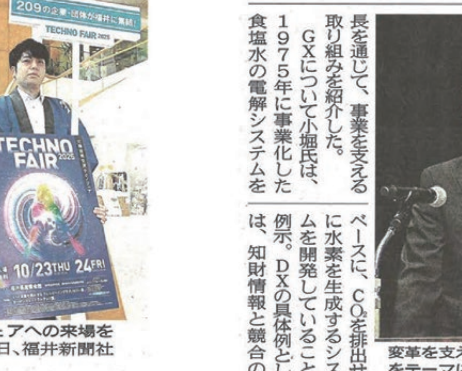 209の企業・団体が福井に集結!
TECHNO FAIR 2025
TECHNO
FAIR 2025
10/23THU 24FRI
ェアへの来場を
日、福井新聞社
長を通じて、事業を支える
取り組みを紹介した。
GXについて小堀氏は、
1975年に事業化した
食塩水の電解システムを
ベースに、CO₂を排出せ
に水素を生成するシス
ムを開発していること
例示。DXの具体例とし
は、知財情報と競合の
変革を支え
をテーマに